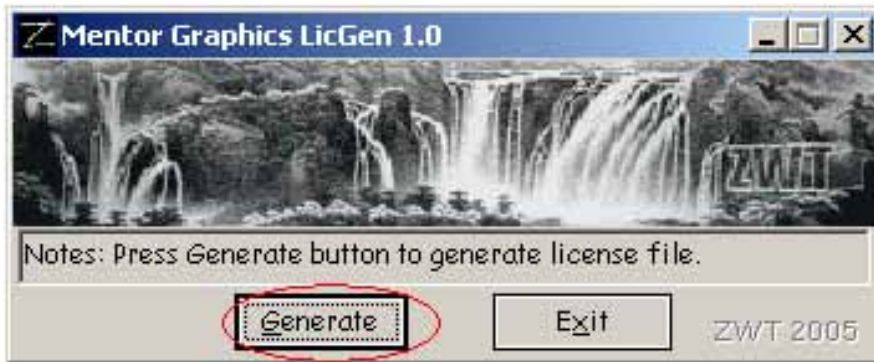 Mentor Graphics LicGen 1.0
ZWT
Notes: Press Generate button to generate license file.
Generate
Exit
ZWT 2005